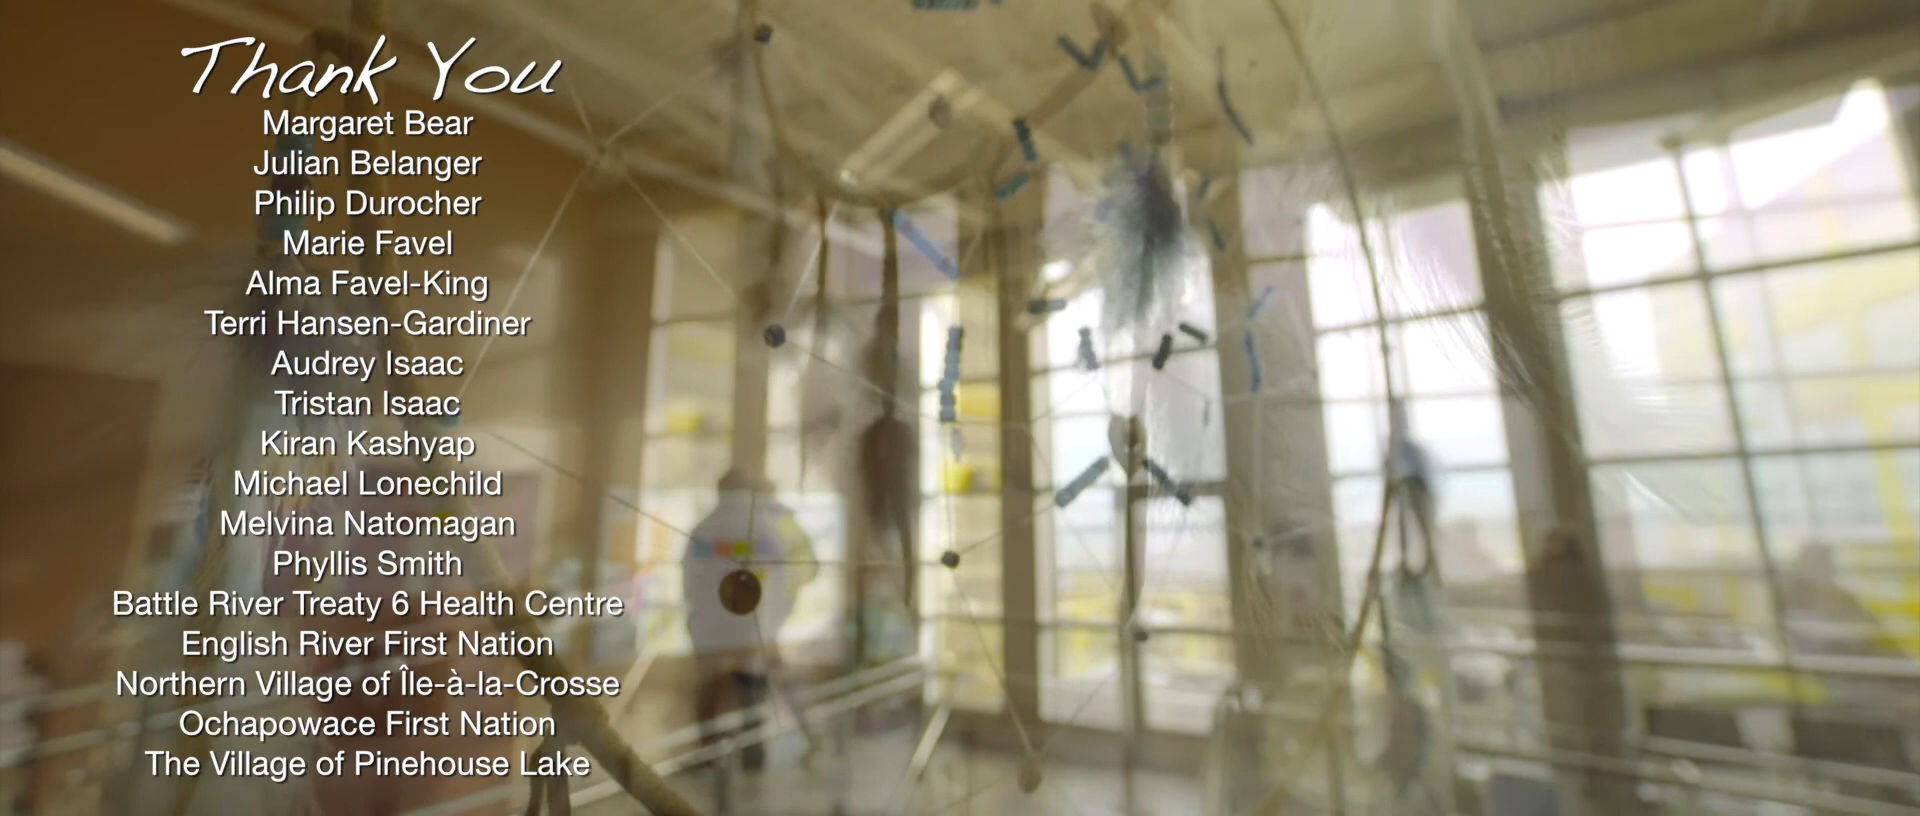 Thank You
Margaret Bear
Julian Belanger
Philip Durocher
Marie Favel
Alma Favel-King
Terri Hansen-Gardiner
Audrey Isaac
Tristan Isaac
Kiran Kashyap
Michael Lonechild
Melvina Natomagan
Phyllis Smith
Battle River Treaty 6 Health Centre
English River First Nation
Northern Village of Île-à-la-Crosse
Ochapowace First Nation
The Village of Pinehouse Lake